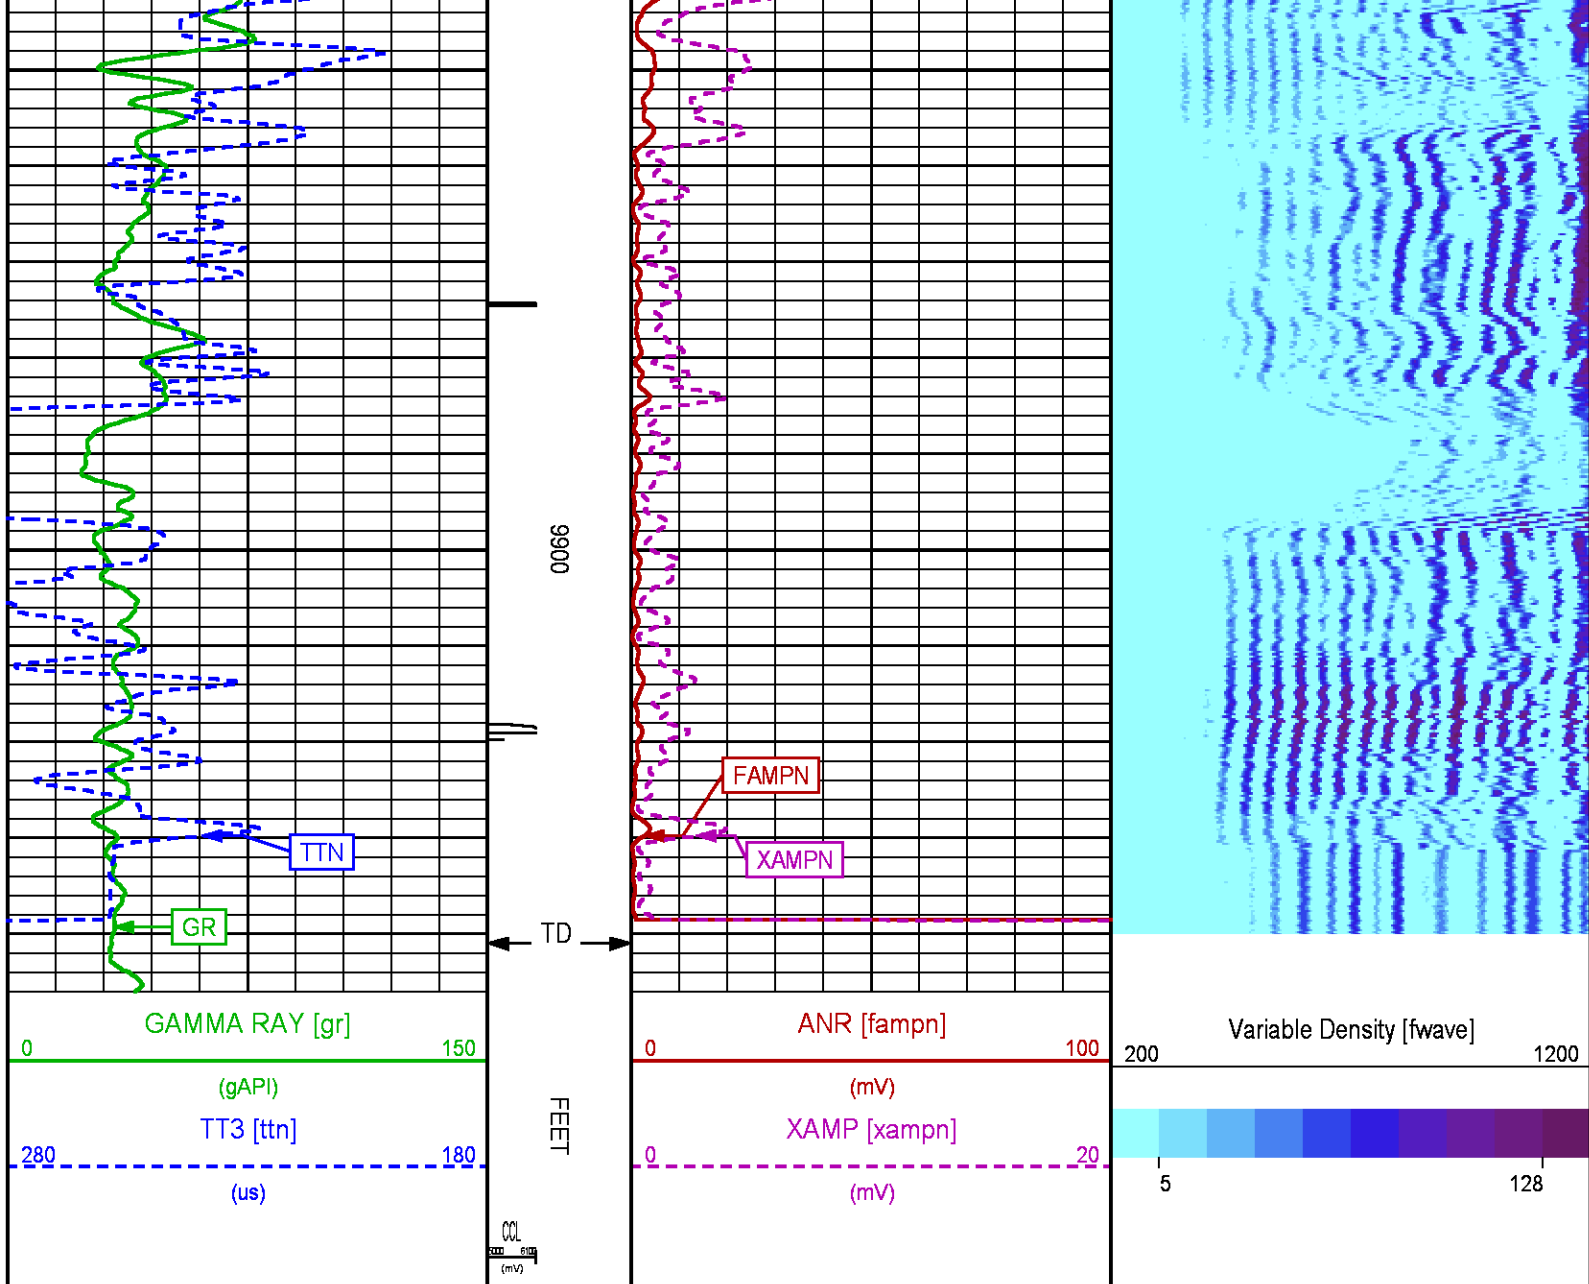 9900
FAMPN
TTN
XAMPN
GR
TD
GAMMA RAY [gr]
0 150
(gAPI)
TT3 [ttn]
280 180
(us)
FEET
CCL
(mV)
ANR [fampn]
0 100
(mV)
XAMP [xampn]
0 20
(mV)
Variable Density [fwave]
200 1200
5 128